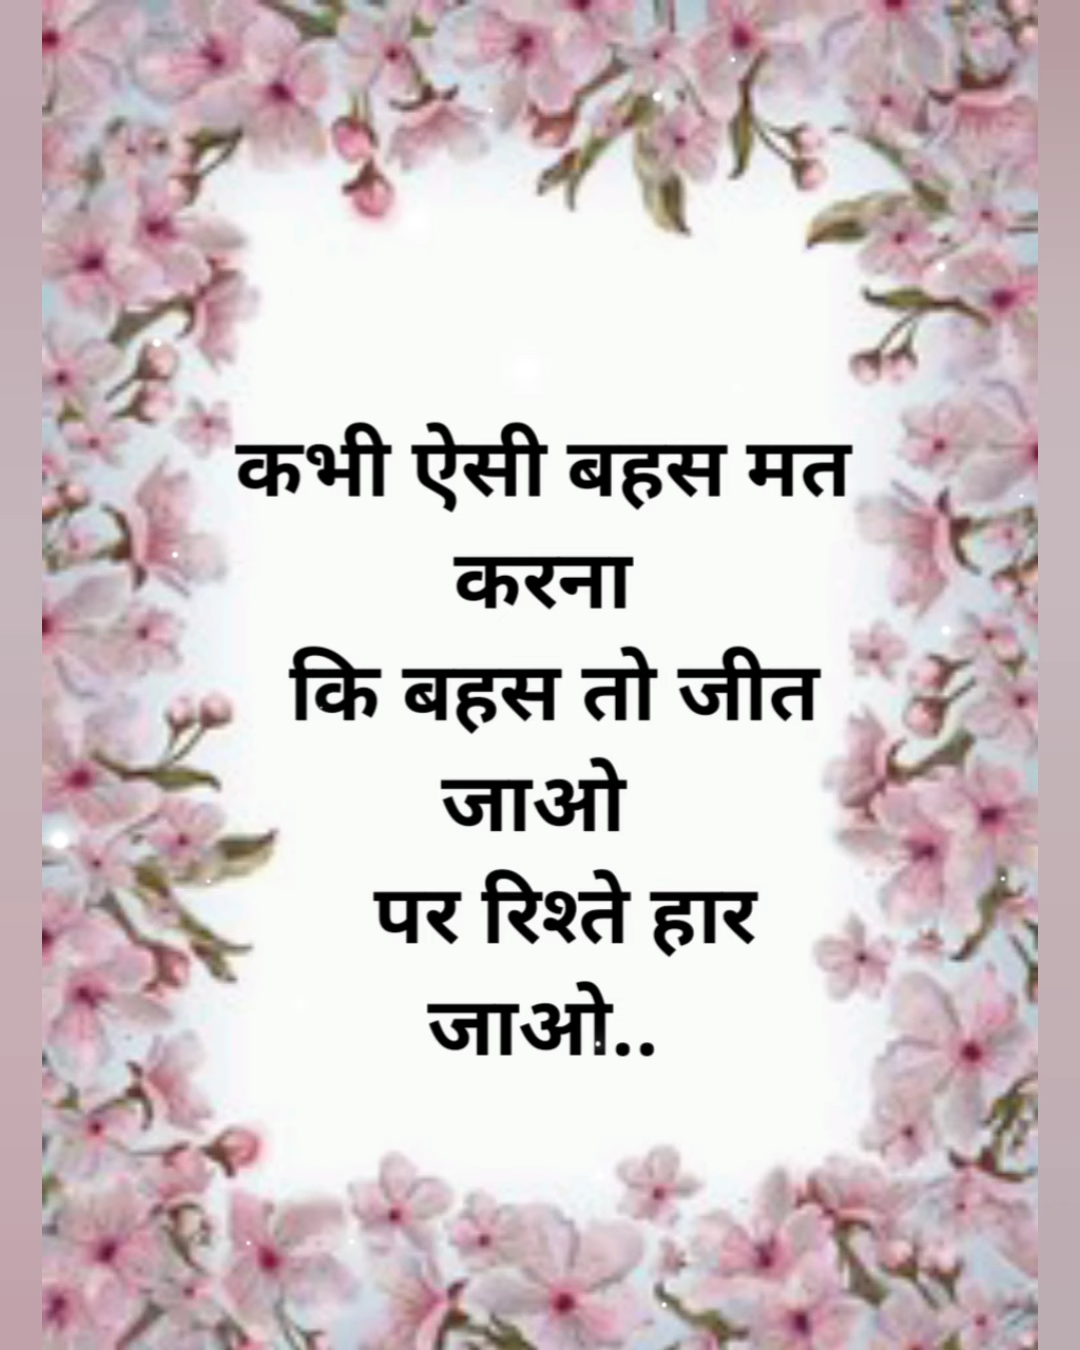 कभी ऐसी बहस मत
करना
कि बहस तो जीत
जाओ
पर रिश्ते हार
जाओ..